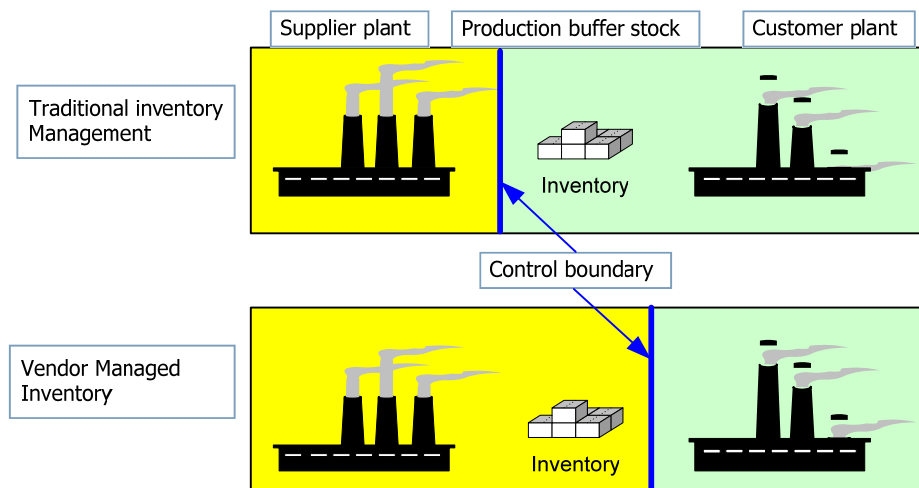 Supplier plant
Production buffer stock
Customer plant
Traditional inventory
Management
Inventory
Control boundary
Vendor Managed
Inventory
Inventory